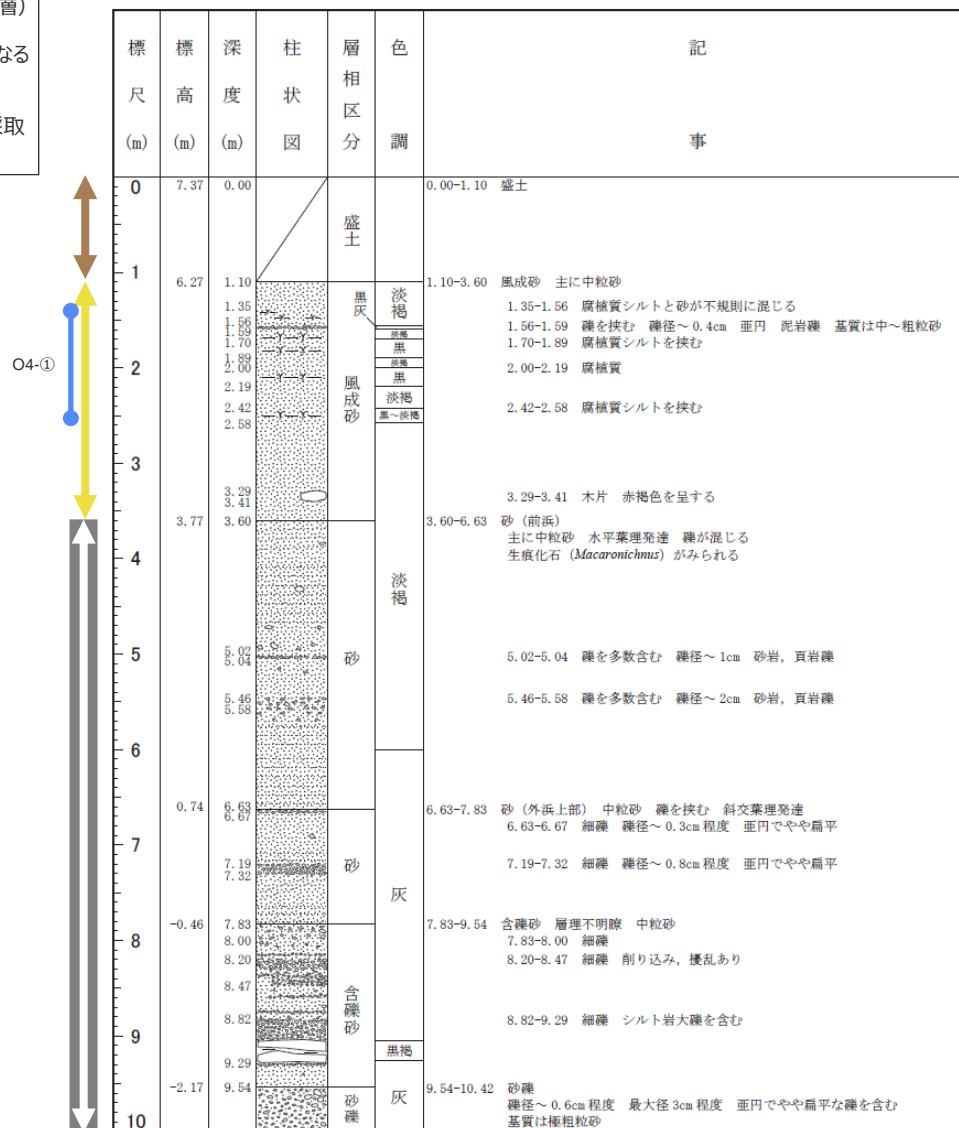 層）
なる
採取
標尺(m)
標高(m)
深度(m)
柱状図
層相区分
色調
記事
0 7.37 0.00 盛土 0.00-1.10 盛土
1
6.27 1.10 淡褐 1.10-3.60 風成砂 主に中粒砂
黒灰
1.35 1.35-1.56 腐植質シルトと砂が不規則に混じる
1.56 1.56-1.59 礫を挟む 礫径～0.4cm 亜円 泥岩礫 基質は中～粗粒砂
1.59 淡褐
1.70 黒 1.70-1.89 腐植質シルトを挟む
O4-①
1.89 淡褐
2 2.00 黒 2.00-2.19 腐植質
風成砂
2.19 淡褐
2.42 黒～淡褐 2.42-2.58 腐植質シルトを挟む
2.58
3
3.29 3.29-3.41 木片 赤褐色を呈する
3.41
3.77 3.60 3.60-6.63 砂（前浜）
主に中粒砂 水平葉理発達 礫が混じる
4 生痕化石（Macaronichnus）がみられる
淡褐
5 5.02 砂 5.02-5.04 礫を多数含む 礫径～1cm 砂岩，頁岩礫
5.04
5.46 5.46-5.58 礫を多数含む 礫径～2cm 砂岩，頁岩礫
5.58
6
0.74 6.63 6.63-7.83 砂（外浜上部） 中粒砂 礫を挟む 斜交葉理発達
6.67 6.63-6.67 細礫 礫径～0.3cm程度 亜円でやや扁平
7
7.19 砂 7.19-7.32 細礫 礫径～0.8cm程度 亜円でやや扁平
7.32
灰
-0.46 7.83 7.83-9.54 含礫砂 層理不明瞭 中粒砂
8 8.00 7.83-8.00 細礫
8.20 8.20-8.47 細礫 削り込み，擾乱あり
8.47
含礫砂
8.82 8.82-9.29 細礫 シルト岩大礫を含む
9
黒褐
9.29
-2.17 9.54 砂礫 灰 9.54-10.42 砂礫
礫径～0.6cm程度 最大径3cm程度 亜円でやや扁平な礫を含む
10 基質は極粗粒砂